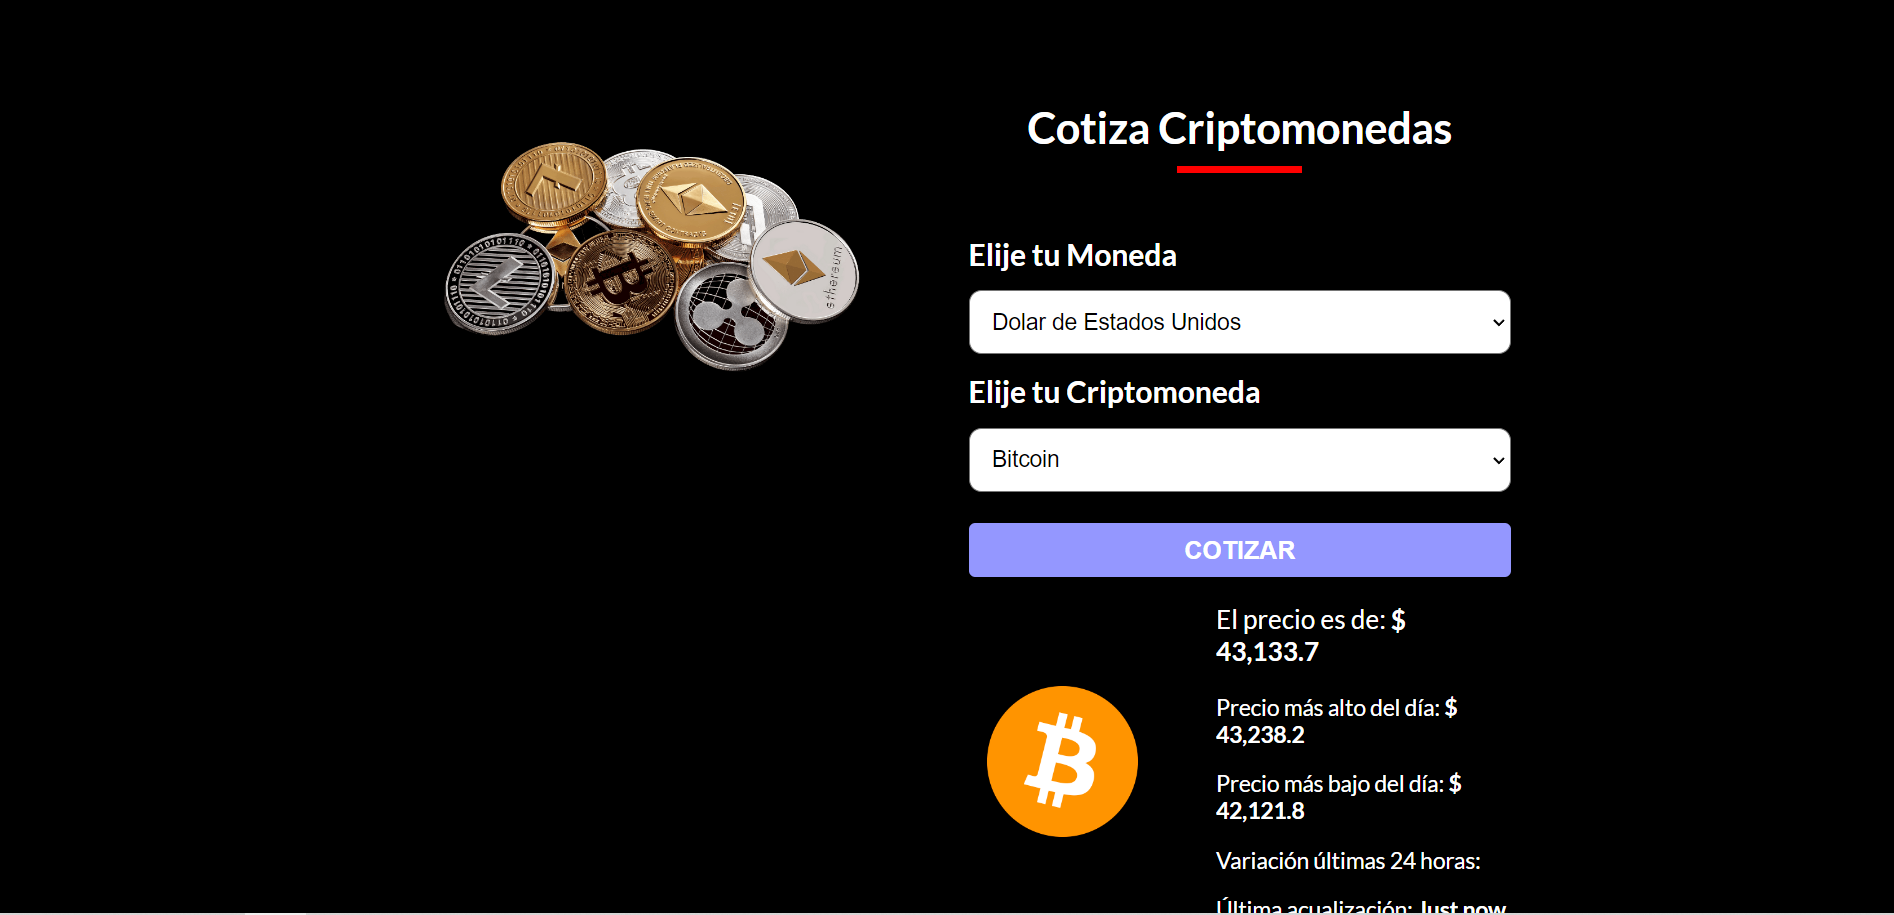 Cotiza Criptomonedas
Elije tu Moneda
Dolar de Estados Unidos
Elije tu Criptomoneda
Bitcoin
COTIZAR
El precio es de: $
43,133.7
Precio más alto del día: $
43,238.2
Precio más bajo del día: $
42,121.8
Variación últimas 24 horas:
Última acualización: Just now
ethereum